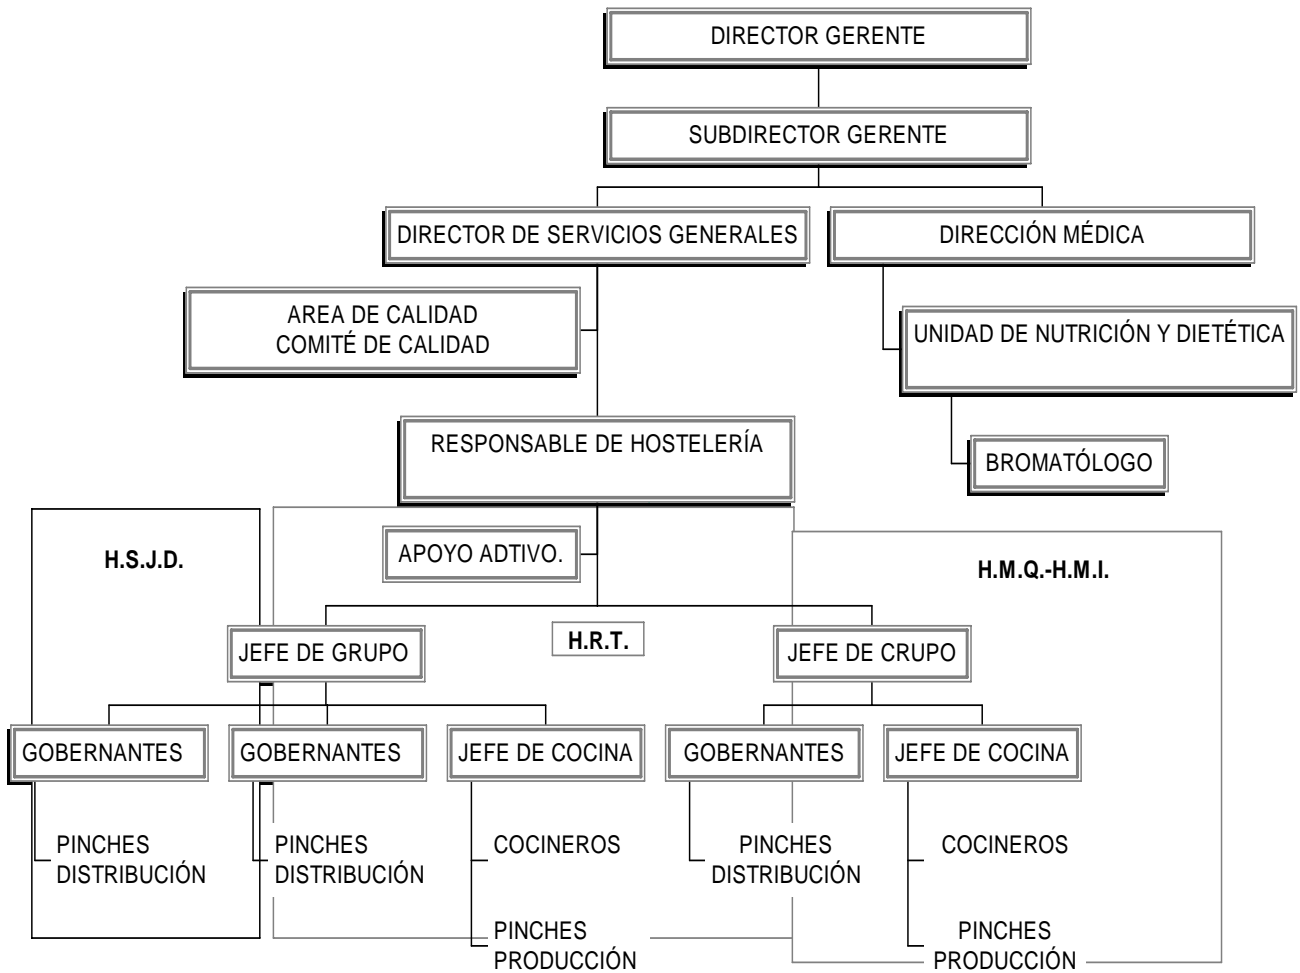 DIRECTOR GERENTE
SUBDIRECTOR GERENTE
DIRECTOR DE SERVICIOS GENERALES
DIRECCIÓN MÉDICA
AREA DE CALIDAD
COMITÉ DE CALIDAD
UNIDAD DE NUTRICIÓN Y DIETÉTICA
RESPONSABLE DE HOSTELERÍA
BROMATÓLOGO
H.S.J.D.
APOYO ADTIVO.
H.M.Q.-H.M.I.
JEFE DE GRUPO
H.R.T.
JEFE DE CRUPO
GOBERNANTES
GOBERNANTES
JEFE DE COCINA
GOBERNANTES
JEFE DE COCINA
PINCHES
DISTRIBUCIÓN
PINCHES
DISTRIBUCIÓN
COCINEROS
PINCHES
DISTRIBUCIÓN
COCINEROS
PINCHES
PRODUCCIÓN
PINCHES
PRODUCCIÓN